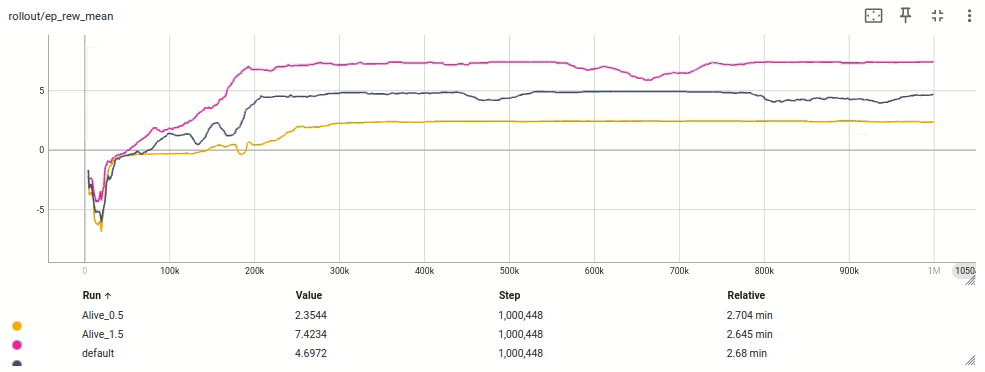 rollout/ep_rew_mean
5
0
-5
0 100k 200k 300k 400k 500k 600k 700k 800k 900k 1M 1050
Run ↑ Value Step Relative
Alive_0.5 2.3544 1,000,448 2.704 min
Alive_1.5 7.4234 1,000,448 2.645 min
default 4.6972 1,000,448 2.68 min